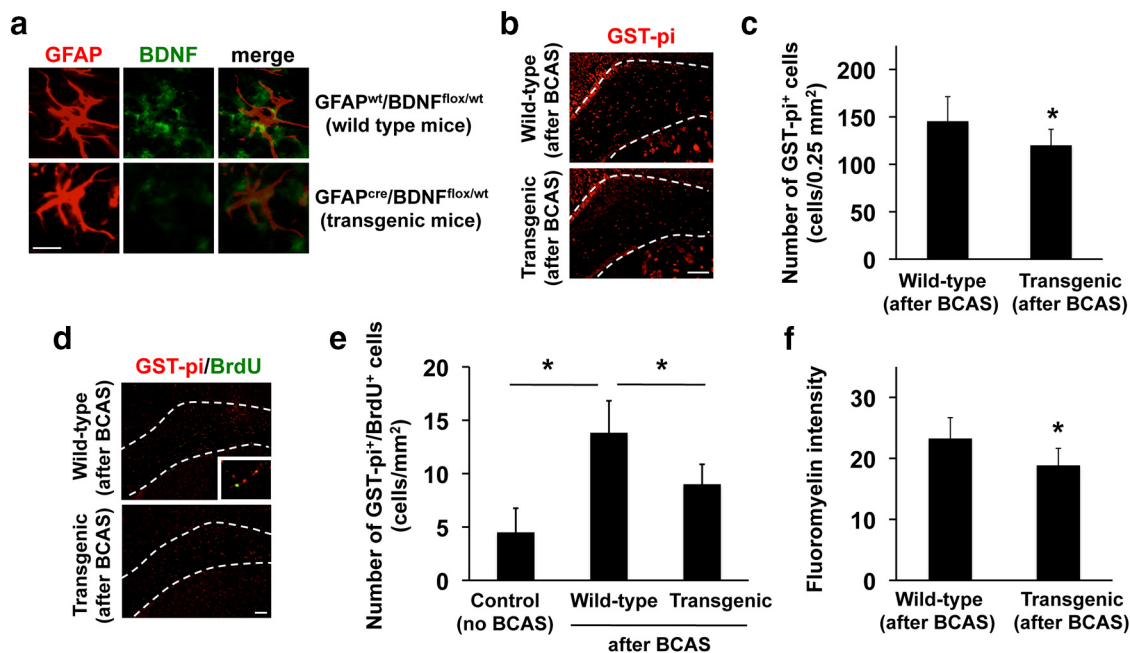 a
GFAP BDNF merge
GFAPwt/BDNFflox/wt
(wild type mice)
GFAPcre/BDNFflox/wt
(transgenic mice)
b
GST-pi
Wild-type
(after BCAS)
Transgenic
(after BCAS)
c
Number of GST-pi+ cells
(cells/0.25 mm2)
200
150
100
50
0
*
Wild-type
(after BCAS)
Transgenic
(after BCAS)
d
GST-pi/BrdU
Wild-type
(after BCAS)
Transgenic
(after BCAS)
e
Number of GST-pi+/BrdU+ cells
(cells/mm2)
20
15
10
5
0
*
*
Control
(no BCAS)
Wild-type
Transgenic
after BCAS
f
Fluoromyelin intensity
40
30
20
10
0
*
Wild-type
(after BCAS)
Transgenic
(after BCAS)